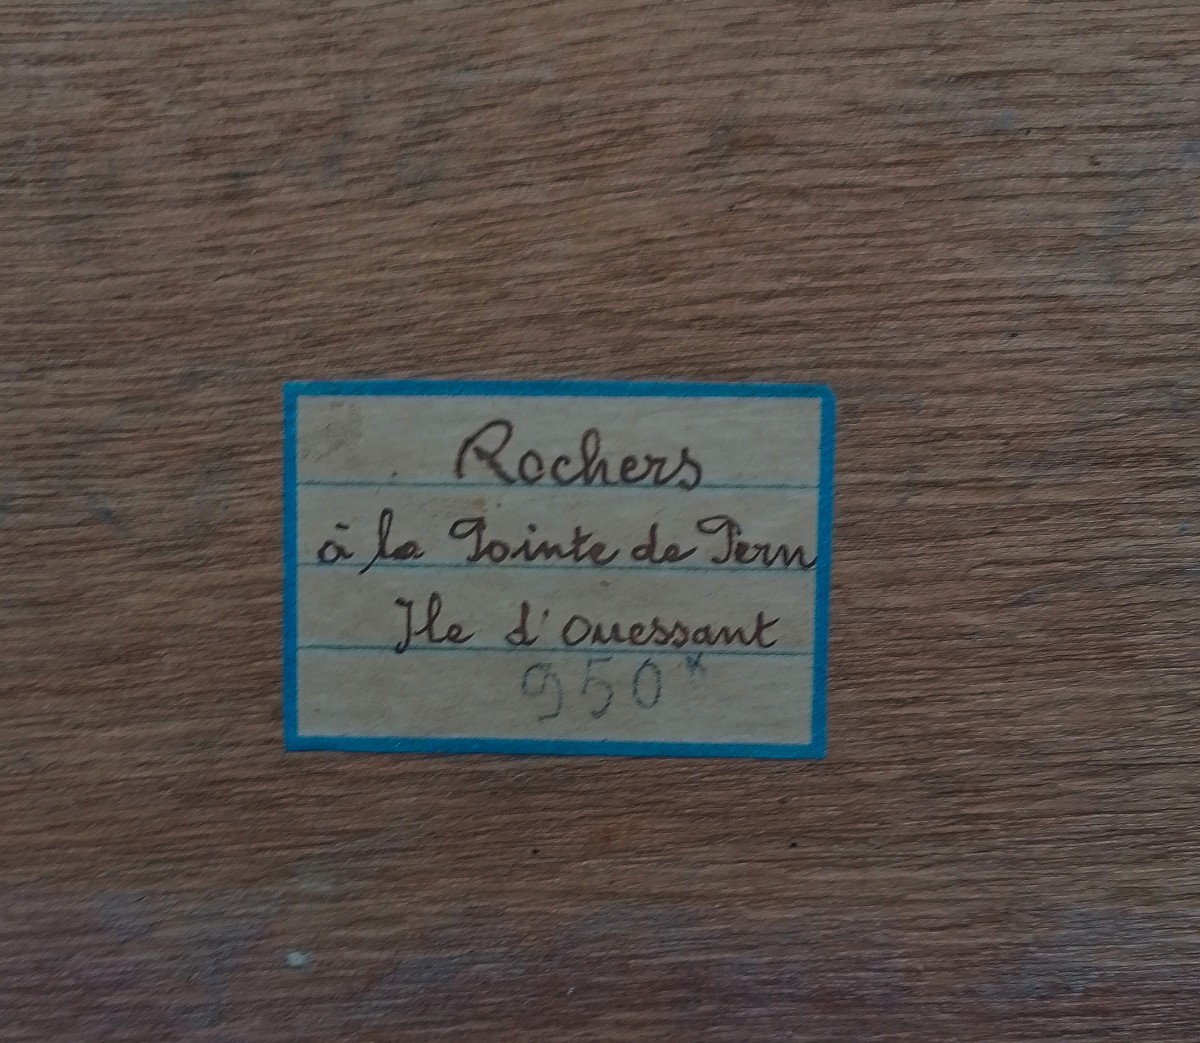 Rochers
à la Pointe de Pern
Ile d'Ouessant
950*